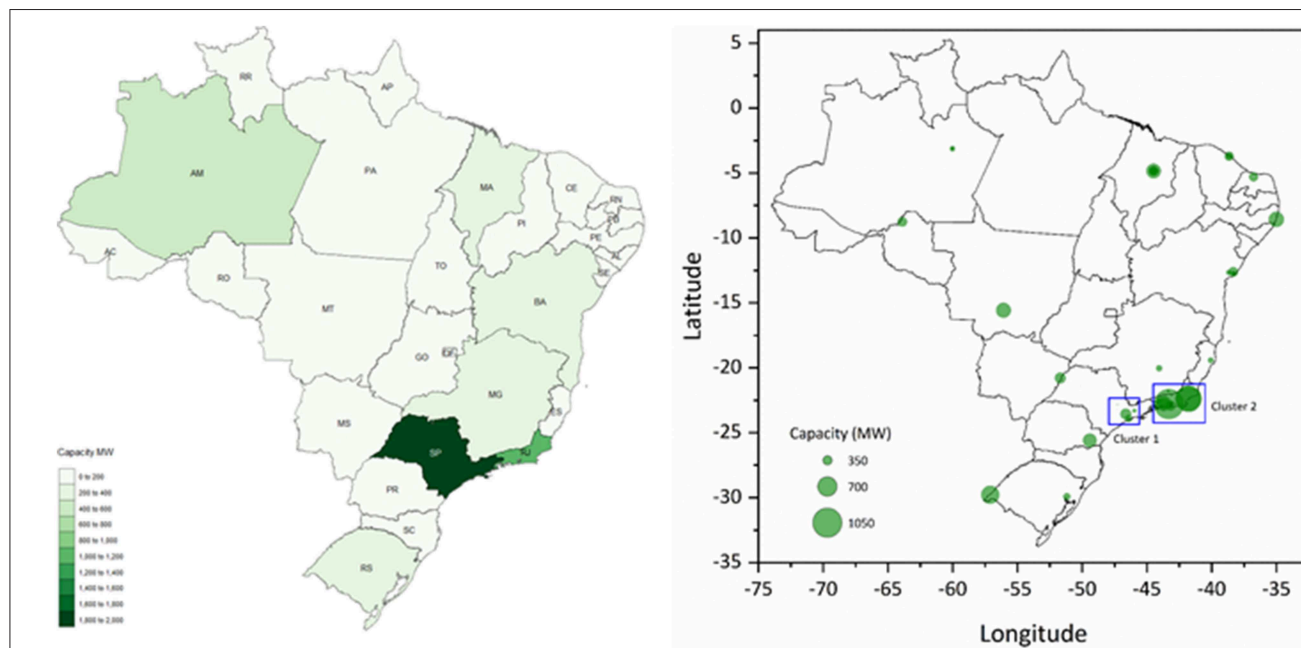 RR
AP
AM
PA
MA
CE
RN
PB
PI
PE
AL
SE
AC
RO
TO
BA
MT
GO
DF
MG
ES
MS
SP
RJ
PR
SC
RS
Capacity MW
0 to 200
200 to 400
400 to 600
600 to 800
800 to 1,000
1,000 to 1,200
1,200 to 1,400
1,400 to 1,600
1,600 to 1,800
1,800 to 2,000
5
0
-5
-10
-15
-20
-25
-30
-35
Latitude
Cluster 2
Cluster 1
Capacity (MW)
350
700
1050
-75 -70 -65 -60 -55 -50 -45 -40 -35
Longitude